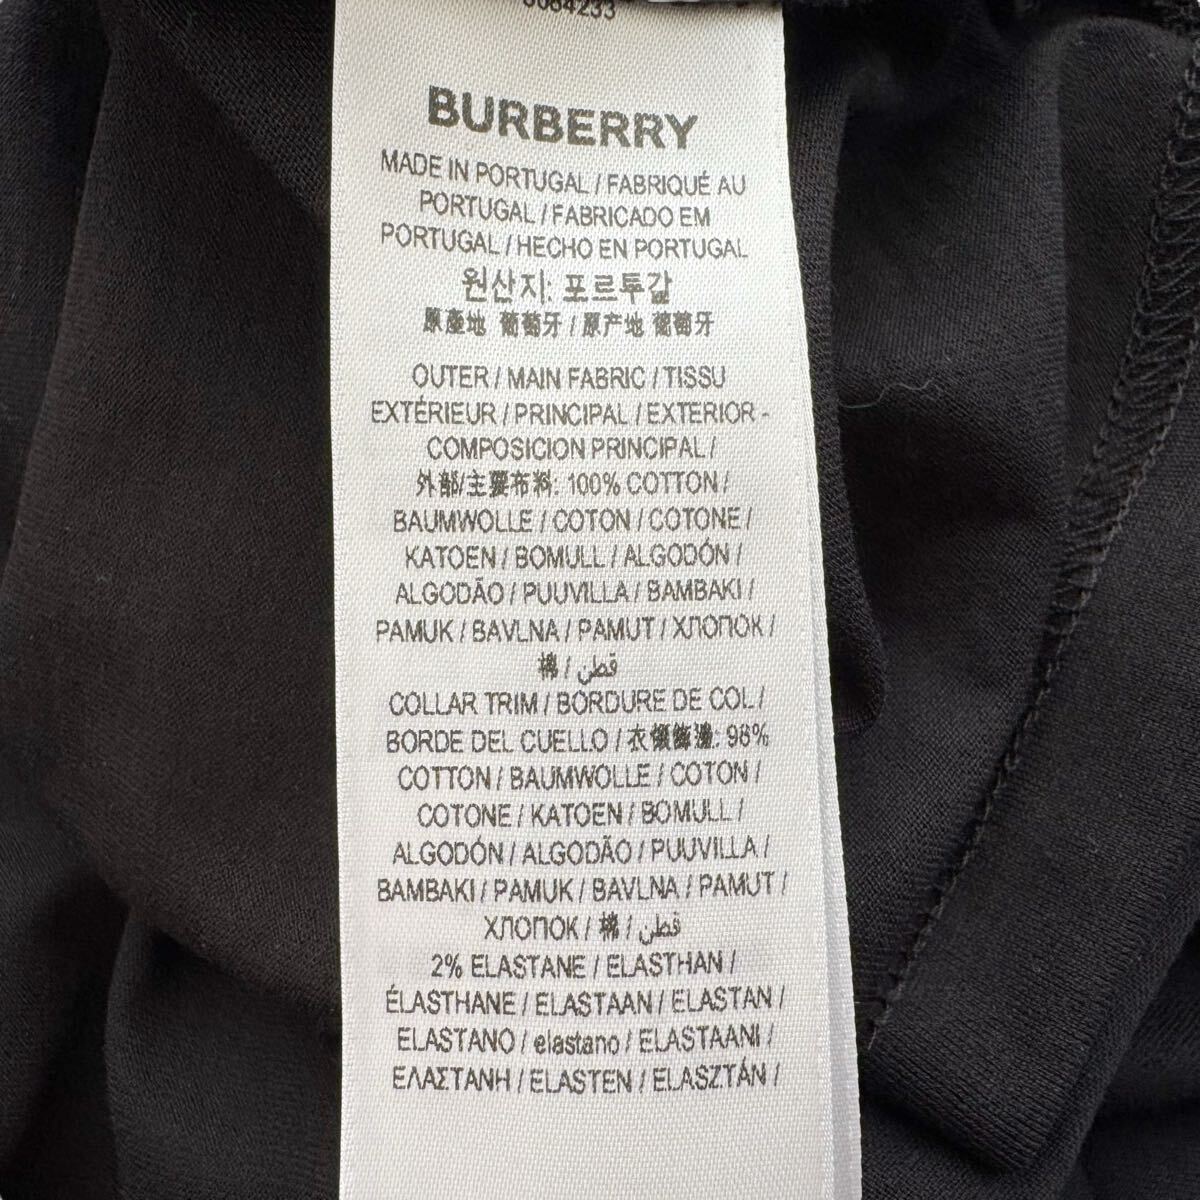 BURBERRY
MADE IN PORTUGAL / FABRIQUÉ AU
PORTUGAL / FABRICADO EM
PORTUGAL / HECHO EN PORTUGAL
원산지: 포르투갈
原產地 葡萄牙 / 原产地 葡萄牙
OUTER / MAIN FABRIC / TISSU
EXTÉRIEUR / PRINCIPAL / EXTERIOR -
COMPOSICION PRINCIPAL /
外部/主要布料: 100% COTTON /
BAUMWOLLE / COTON / COTONE /
KATOEN / BOMULL / ALGODÓN /
ALGODÃO / PUUVILLA / BAMBAKI /
PAMUK / BAVLNA / PAMUT / ХЛОПОК /
棉 / قطن
COLLAR TRIM / BORDURE DE COL /
BORDE DEL CUELLO / 衣領飾邊: 98%
COTTON / BAUMWOLLE / COTON /
COTONE / KATOEN / BOMULL /
ALGODÓN / ALGODÃO / PUUVILLA /
BAMBAKI / PAMUK / BAVLNA / PAMUT /
ХЛОПОК / 棉 / قطن
2% ELASTANE / ELASTHAN /
ÉLASTHANE / ELASTAAN / ELASTAN /
ELASTANO / elastano / ELASTAANI /
ΕΛΑΣΤΑΝΗ / ELASTEN / ELASZTÁN /